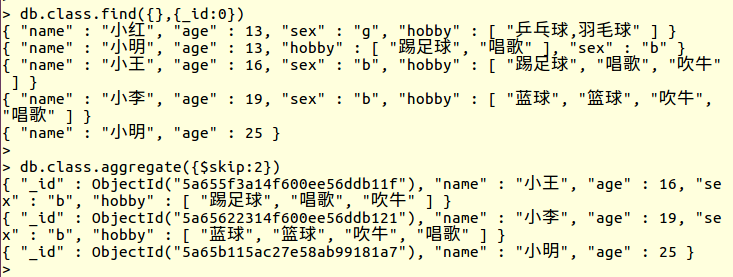 > db.class.find({},{_id:0})
{ "name" : "小红", "age" : 13, "sex" : "g", "hobby" : [ "乒乓球,羽毛球" ] }
{ "name" : "小明", "age" : 13, "hobby" : [ "踢足球", "唱歌" ], "sex" : "b" }
{ "name" : "小王", "age" : 16, "sex" : "b", "hobby" : [ "踢足球", "唱歌", "吹牛"
 ] }
{ "name" : "小李", "age" : 19, "sex" : "b", "hobby" : [ "蓝球", "篮球", "吹牛",
"唱歌" ] }
{ "name" : "小明", "age" : 25 }
>
> db.class.aggregate({$skip:2})
{ "_id" : ObjectId("5a655f3a14f600ee56ddb11f"), "name" : "小王", "age" : 16, "se
x" : "b", "hobby" : [ "踢足球", "唱歌", "吹牛" ] }
{ "_id" : ObjectId("5a65622314f600ee56ddb121"), "name" : "小李", "age" : 19, "se
x" : "b", "hobby" : [ "蓝球", "篮球", "吹牛", "唱歌" ] }
{ "_id" : ObjectId("5a65b115ac27e58ab99181a7"), "name" : "小明", "age" : 25 }
>